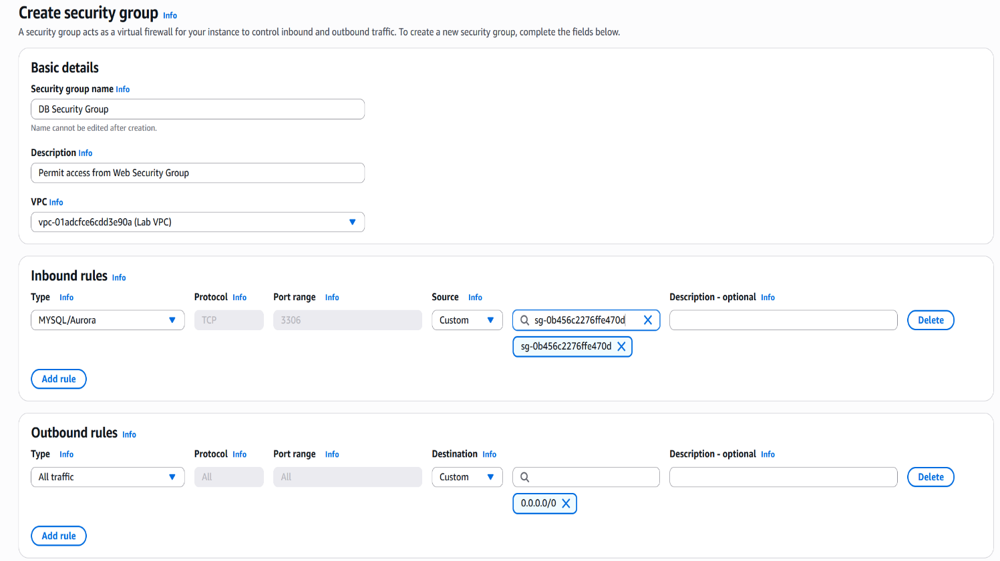 Create security group Info
A security group acts as a virtual firewall for your instance to control inbound and outbound traffic. To create a new security group, complete the fields below.
Basic details
Security group name Info
DB Security Group
Name cannot be edited after creation.
Description Info
Permit access from Web Security Group
VPC Info
vpc-01adcfce6cdd3e90a (Lab VPC)
Inbound rules Info
Type Info Protocol Info Port range Info Source Info Description - optional Info
MYSQL/Aurora TCP 3306 Custom sg-0b456c2276ffe470d Delete
sg-0b456c2276ffe470d
Add rule
Outbound rules Info
Type Info Protocol Info Port range Info Destination Info Description - optional Info
All traffic All All Custom Delete
0.0.0.0/0
Add rule